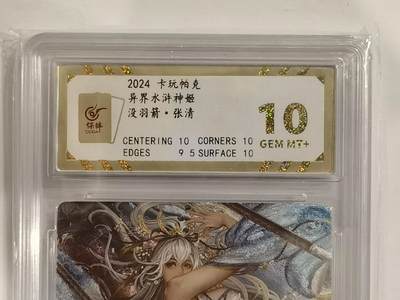 2024 卡玩帕克
异界水浒神姬
没羽箭·张清
CENTERING 10 CORNERS 10
EDGES 9 5 SURFACE 10
10
GEM MT+